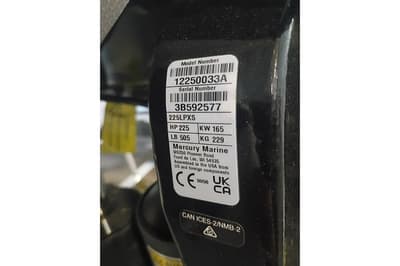 Model Number
12250033A
Serial Number
3B592577
225LPXS
HP 225 KW 165
LB 505 KG 229
Mercury Marine
W6250 Pioneer Road
Fond du Lac, WI 54935
Assembled in the USA from
US and foreign components
CE UK
CA
CAN ICES-2/NMB-2